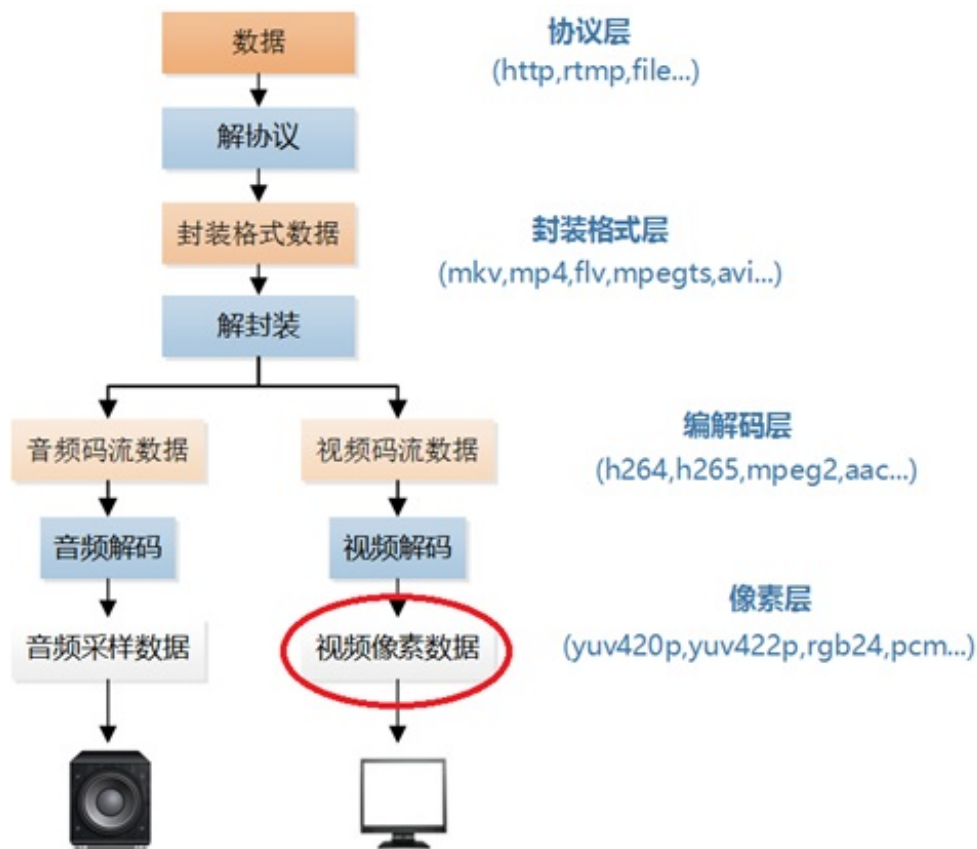 数据
协议层
(http,rtmp,file...)
解协议
封装格式数据
封装格式层
(mkv,mp4,flv,mpegts,avi...)
解封装
音频码流数据
视频码流数据
编解码层
(h264,h265,mpeg2,aac...)
音频解码
视频解码
像素层
(yuv420p,yuv422p,rgb24,pcm...)
音频采样数据
视频像素数据